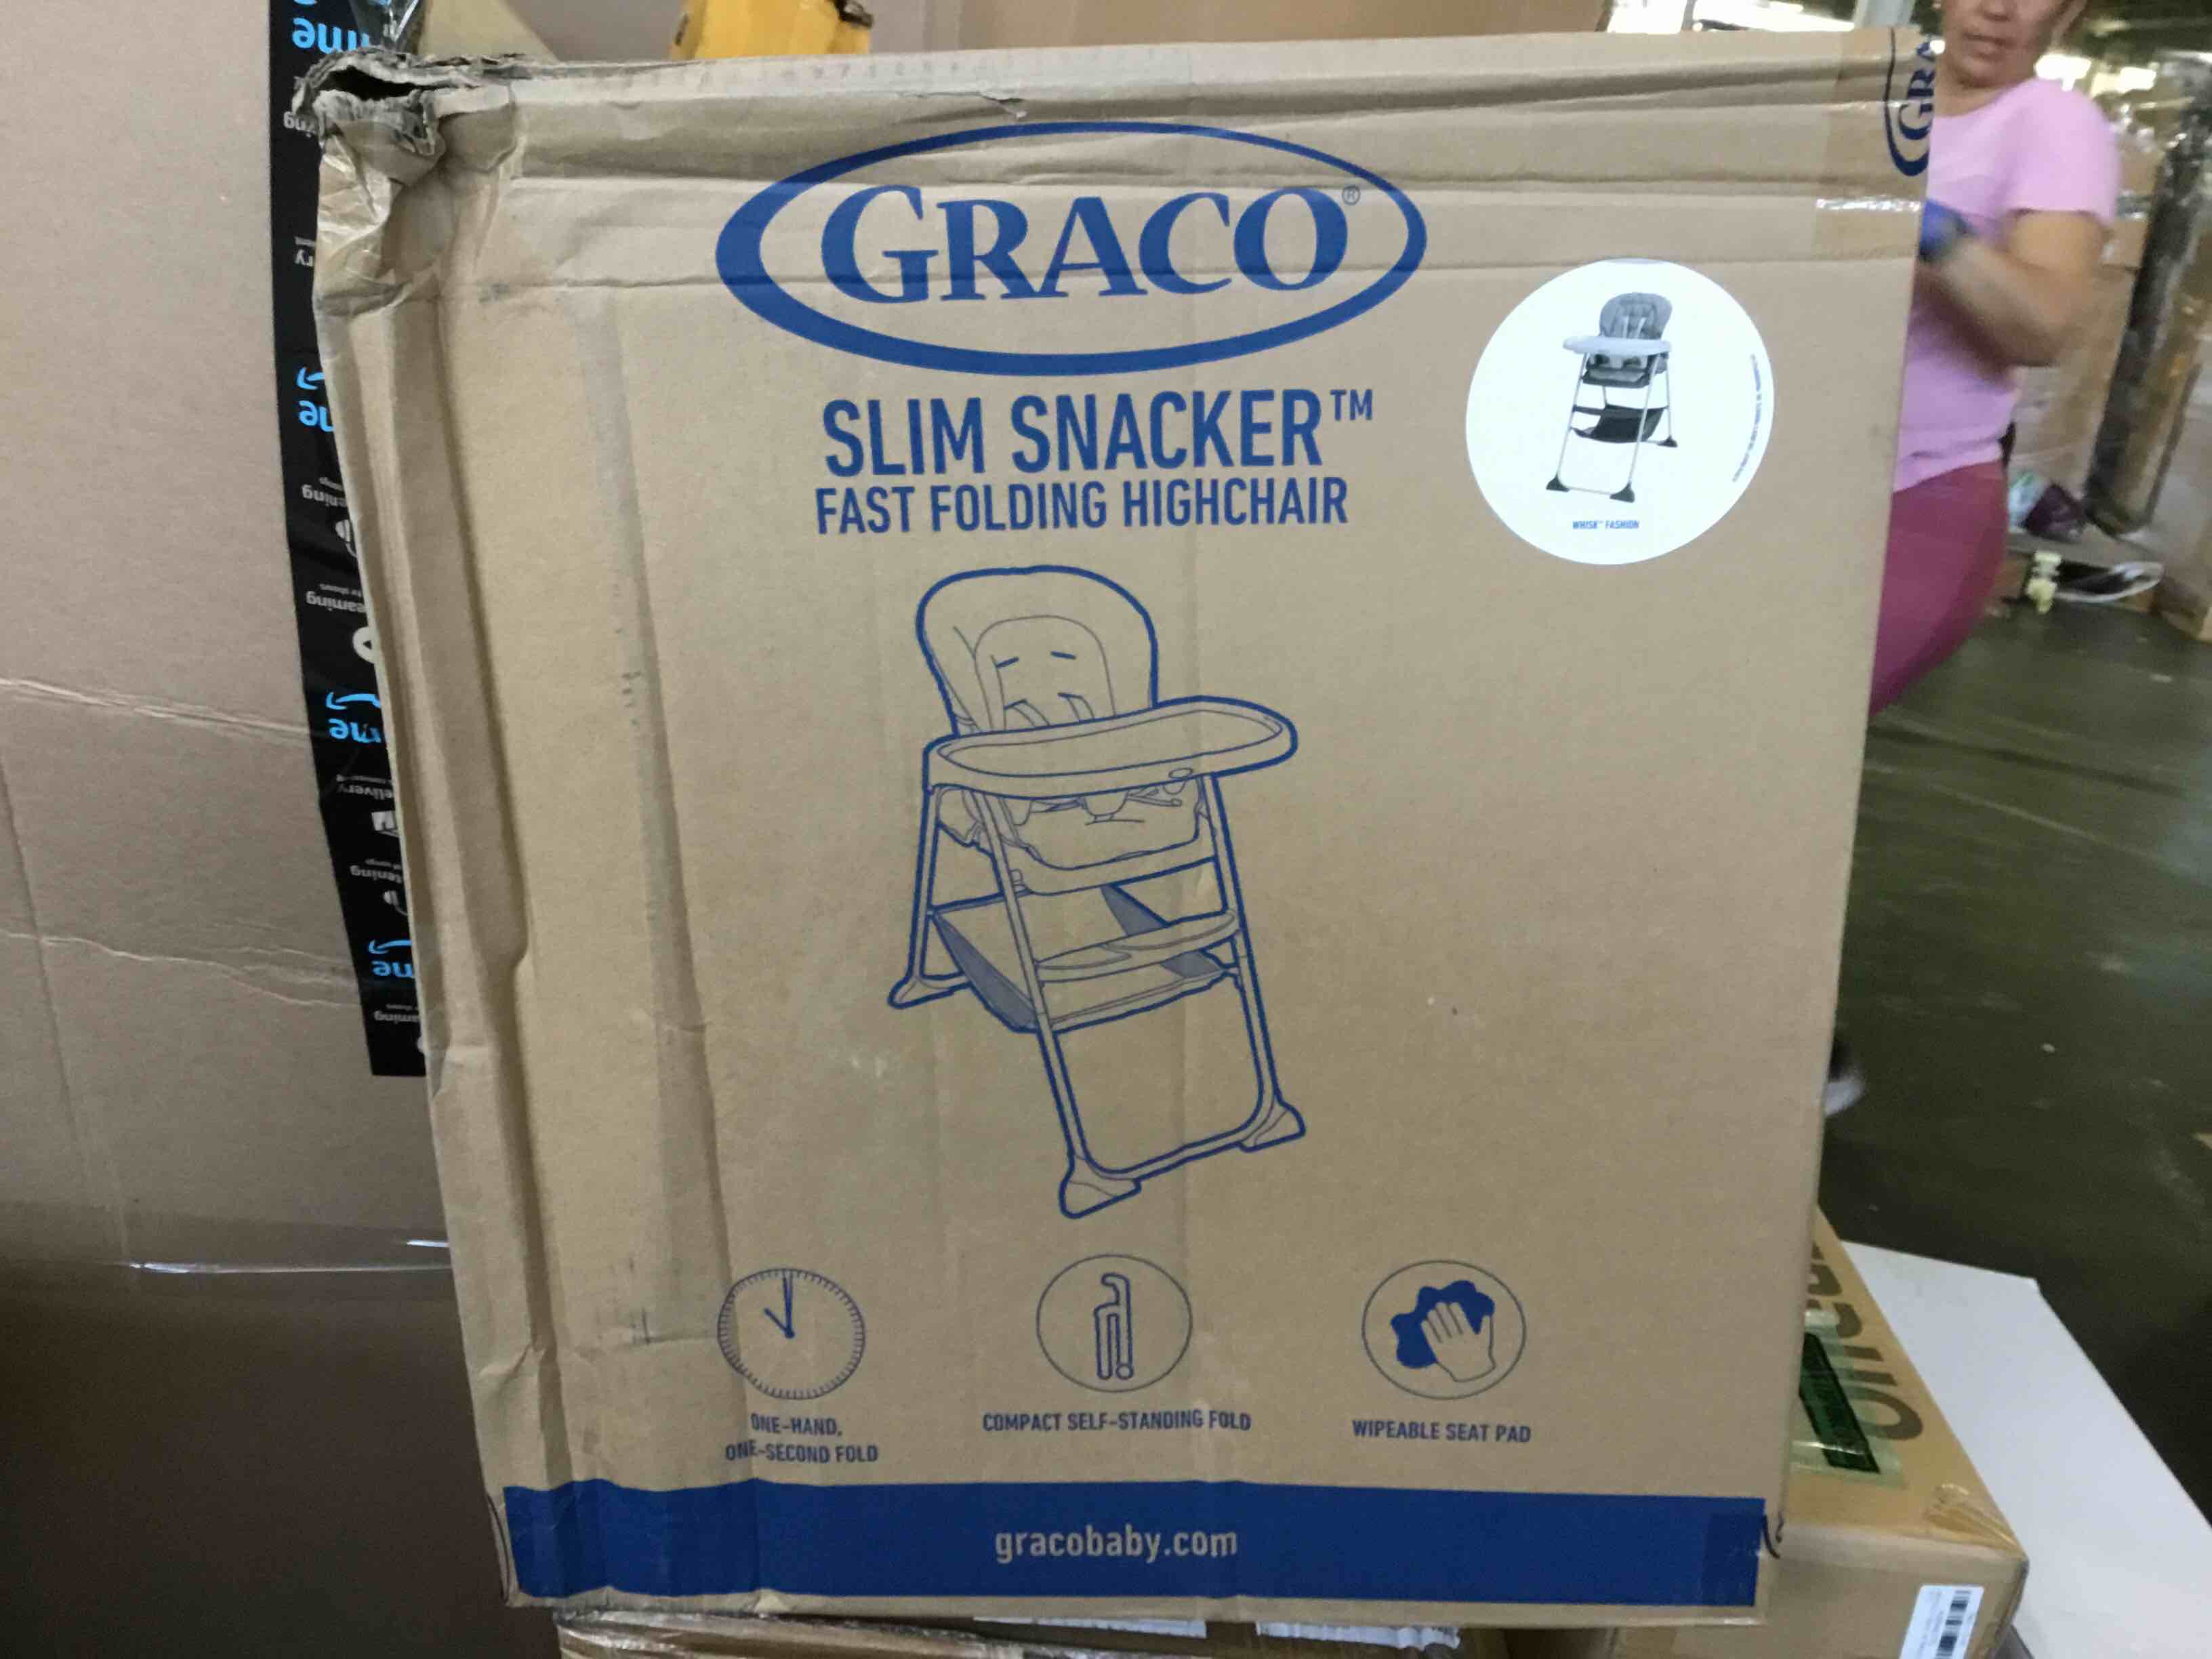 GRACO®
SLIM SNACKER™
FAST FOLDING HIGHCHAIR
WHISK™ FASHION
ONE-HAND,
ONE-SECOND FOLD
COMPACT SELF-STANDING FOLD
WIPEABLE SEAT PAD
gracobaby.com
GRA